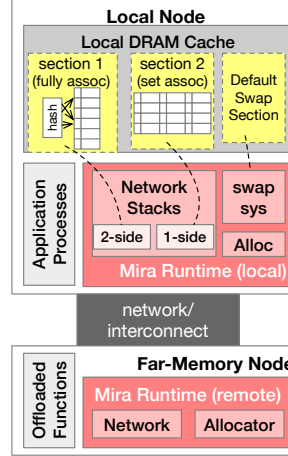 Local Node
Local DRAM Cache
section 1
(fully assoc)
hash
section 2
(set assoc)
Default
Swap
Section
Application
Processes
Network
Stacks
2-side
1-side
swap
sys
Alloc
Mira Runtime (local)
network/
interconnect
Far-Memory Node
Offloaded
Functions
Mira Runtime (remote)
Network
Allocator